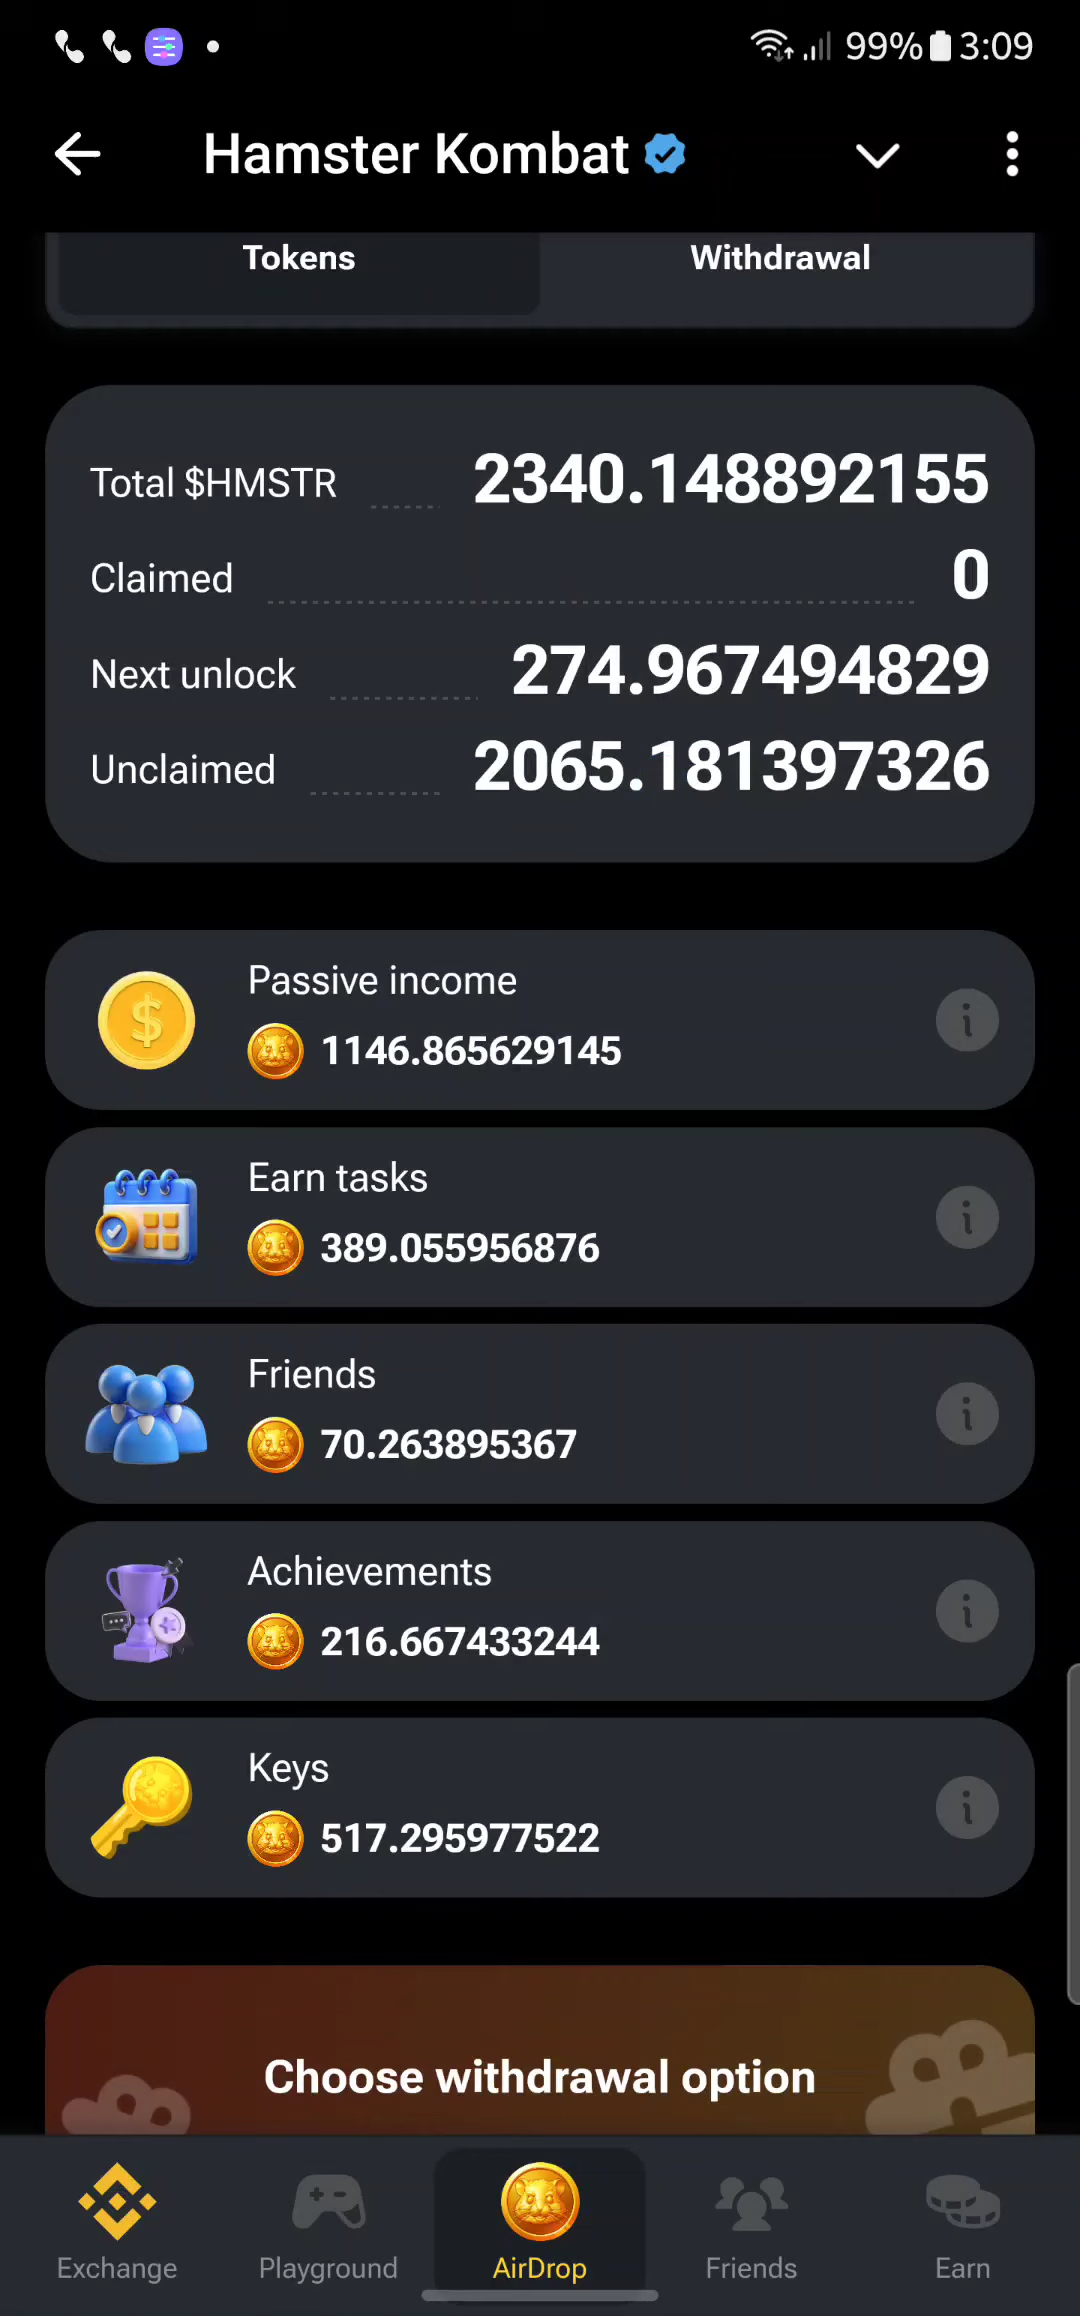 99% 3:09
Hamster Kombat
Tokens Withdrawal
Total $HMSTR 2340.148892155
Claimed 0
Next unlock 274.967494829
Unclaimed 2065.181397326
Passive income
1146.865629145
Earn tasks
389.055956876
Friends
70.263895367
Achievements
216.667433244
Keys
517.295977522
Choose withdrawal option
Exchange Playground AirDrop Friends Earn